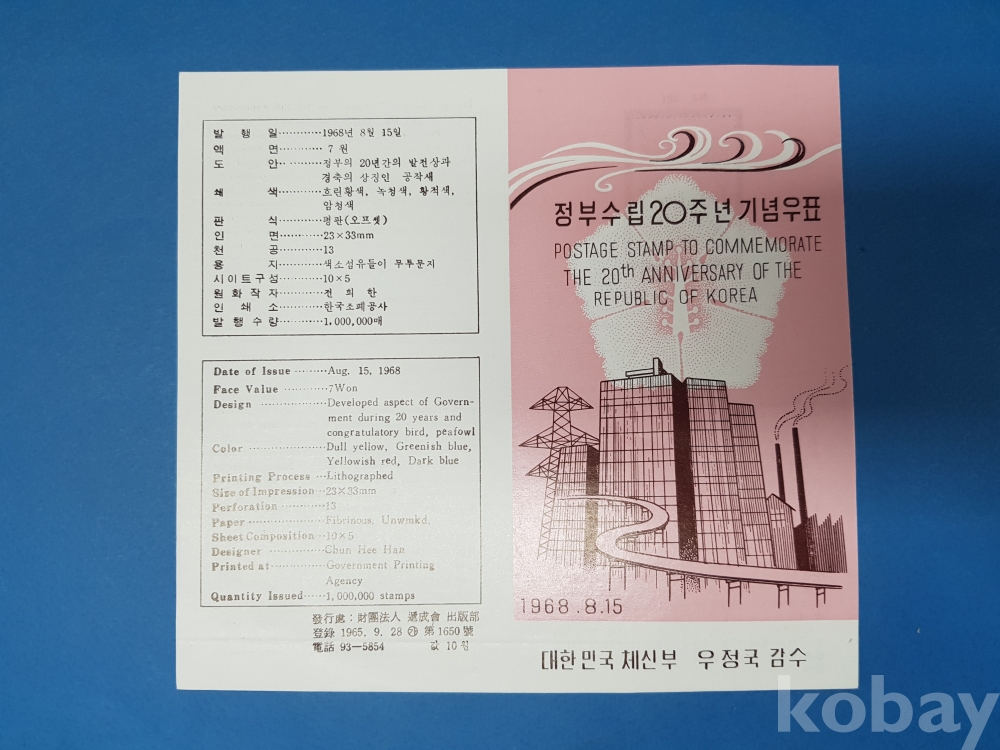 발 행 일············1968년 8월 15일
액 면············ 7 원
도 안············정부의 20년간의 발전상과
경축의 상징인 공작새
쇄 색············흐린황색, 녹청색, 황적색,
암청색
판 식············평판(오프셋)
인 면············23×33mm
천 공············13
용 지············색소섬유들이 무투문지
시이트구성············10×5
원 화 작 자············전 희 한
인 쇄 소············한국조폐공사
발 행 수 량············1,000,000매
Date of Issue ·········Aug. 15, 1968
Face Value ············7Won
Design ··················Developed aspect of Govern-
ment during 20 years and
congratulatory bird, peafowl
Color ··················Dull yellow, Greenish blue,
Yellowish red, Dark blue
Printing Process ···Lithographed
Size of Impression ···23×33mm
Perforation ············13
Paper ··················Fibrinous, Unwmkd.
Sheet Composition ···10×5
Designer ···············Chun Hee Han
Printed at···············Government Printing
Agency
Quantity Issued······1,000,000 stamps
發行處: 財團法人 遞成會 出版部
登錄 1965. 9. 28 ㉮ 第1650號
電話 93-5854 값 10원
정부수립20주년기념우표
POSTAGE STAMP TO COMMEMORATE
THE 20th ANNIVERSARY OF THE
REPUBLIC OF KOREA
1968.8.15
대한민국 체신부 우정국 감수
kobay